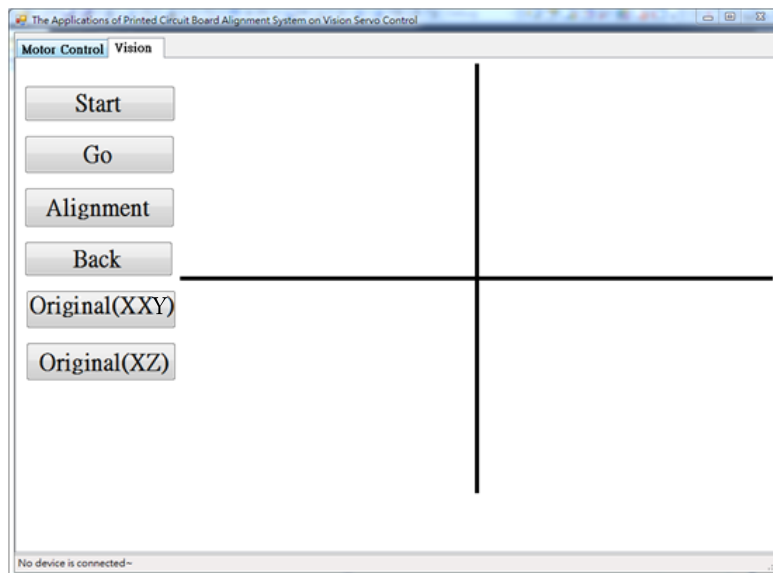 The Applications of Printed Circuit Board Alignment System on Vision Servo Control
Motor Control Vision
Start
Go
Alignment
Back
Original(XXY)
Original(XZ)
No device is connected~